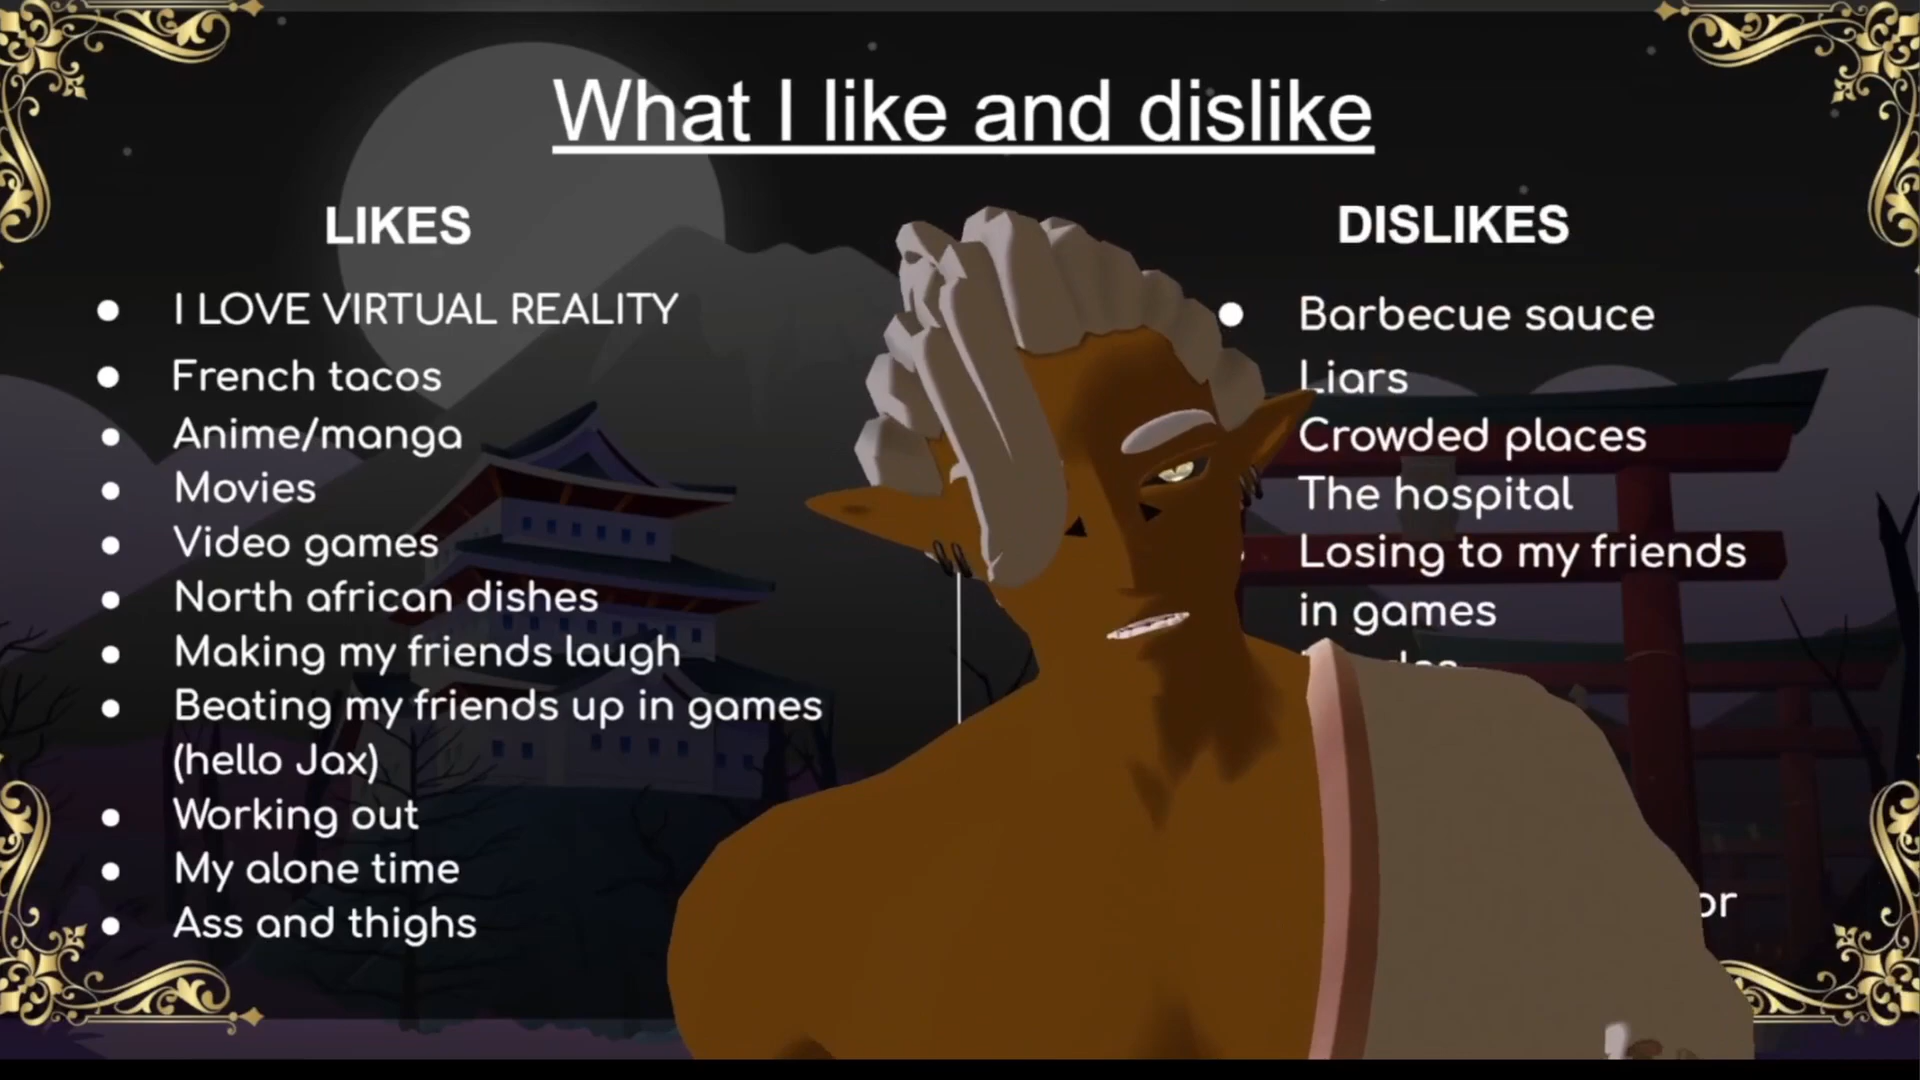 What I like and dislike
LIKES
I LOVE VIRTUAL REALITY
French tacos
Anime/manga
Movies
Video games
North african dishes
Making my friends laugh
Beating my friends up in games
(hello Jax)
Working out
My alone time
Ass and thighs
DISLIKES
Barbecue sauce
Liars
Crowded places
The hospital
Losing to my friends
in games